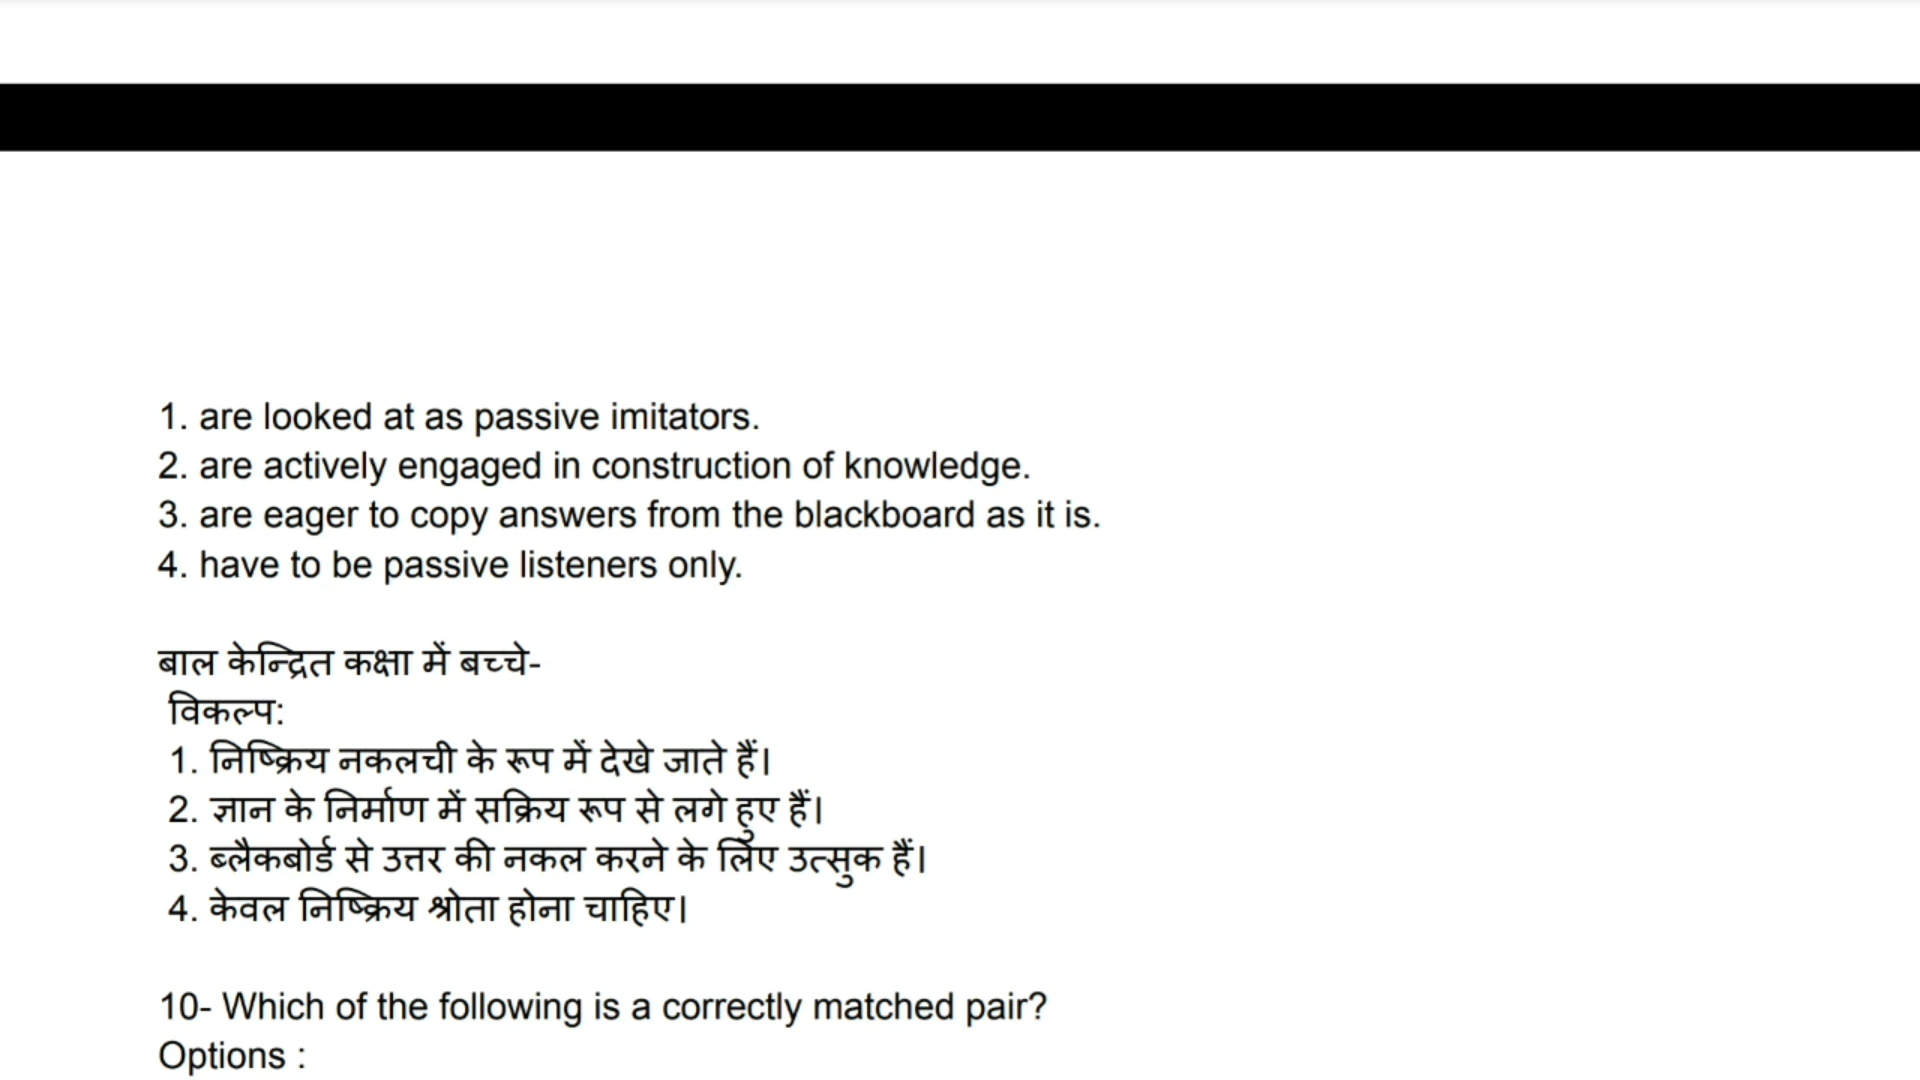 1. are looked at as passive imitators.
2. are actively engaged in construction of knowledge.
3. are eager to copy answers from the blackboard as it is.
4. have to be passive listeners only.
बाल केन्द्रित कक्षा में बच्चे-
विकल्प:
1. निष्क्रिय नकलची के रूप में देखे जाते हैं।
2. ज्ञान के निर्माण में सक्रिय रूप से लगे हुए हैं।
3. ब्लैकबोर्ड से उत्तर की नकल करने के लिए उत्सुक हैं।
4. केवल निष्क्रिय श्रोता होना चाहिए।
10- Which of the following is a correctly matched pair?
Options :